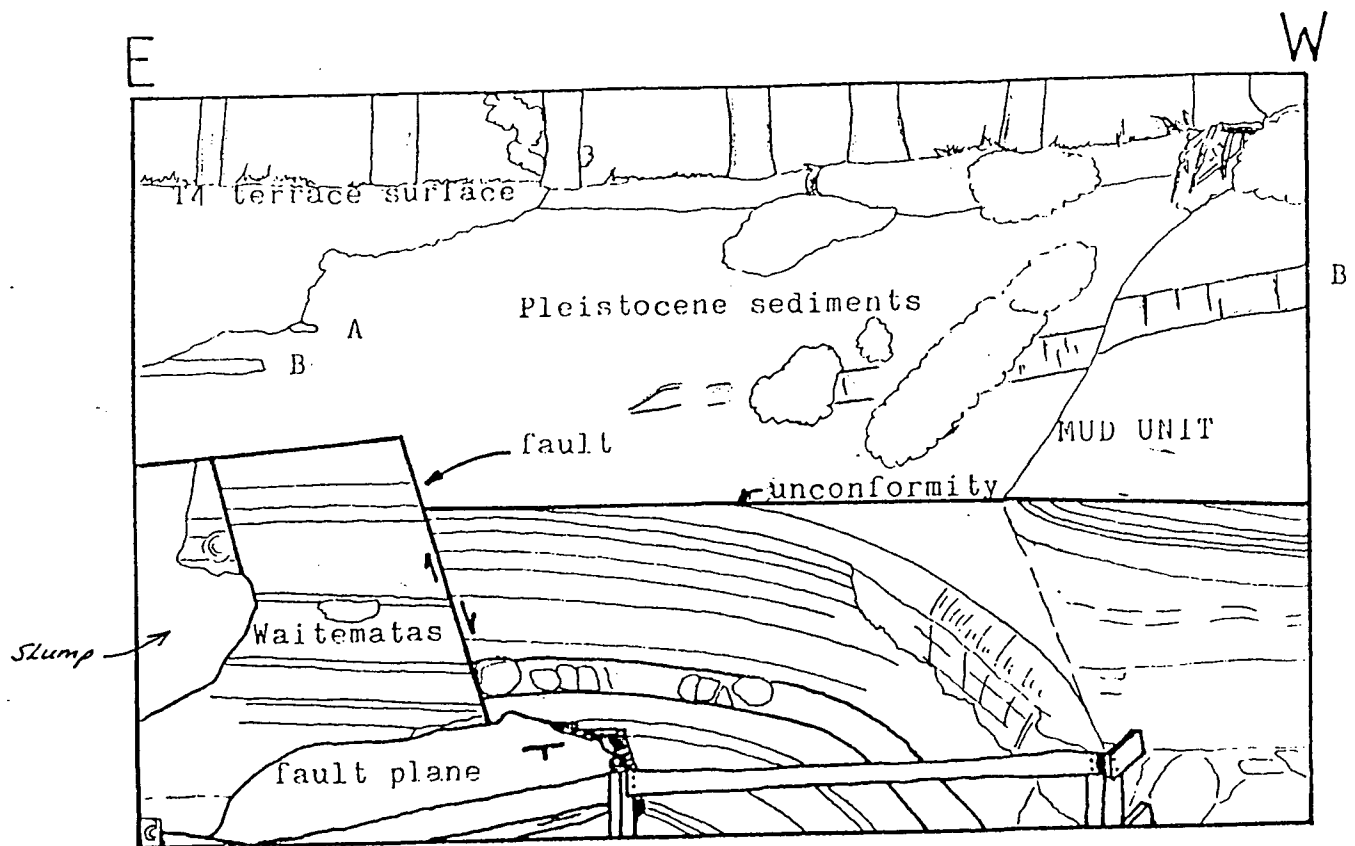 E
W
T1 terrace surface
B
Pleistocene sediments
A
B
MUD UNIT
fault
unconformity
Waitematas
Slump
fault plane